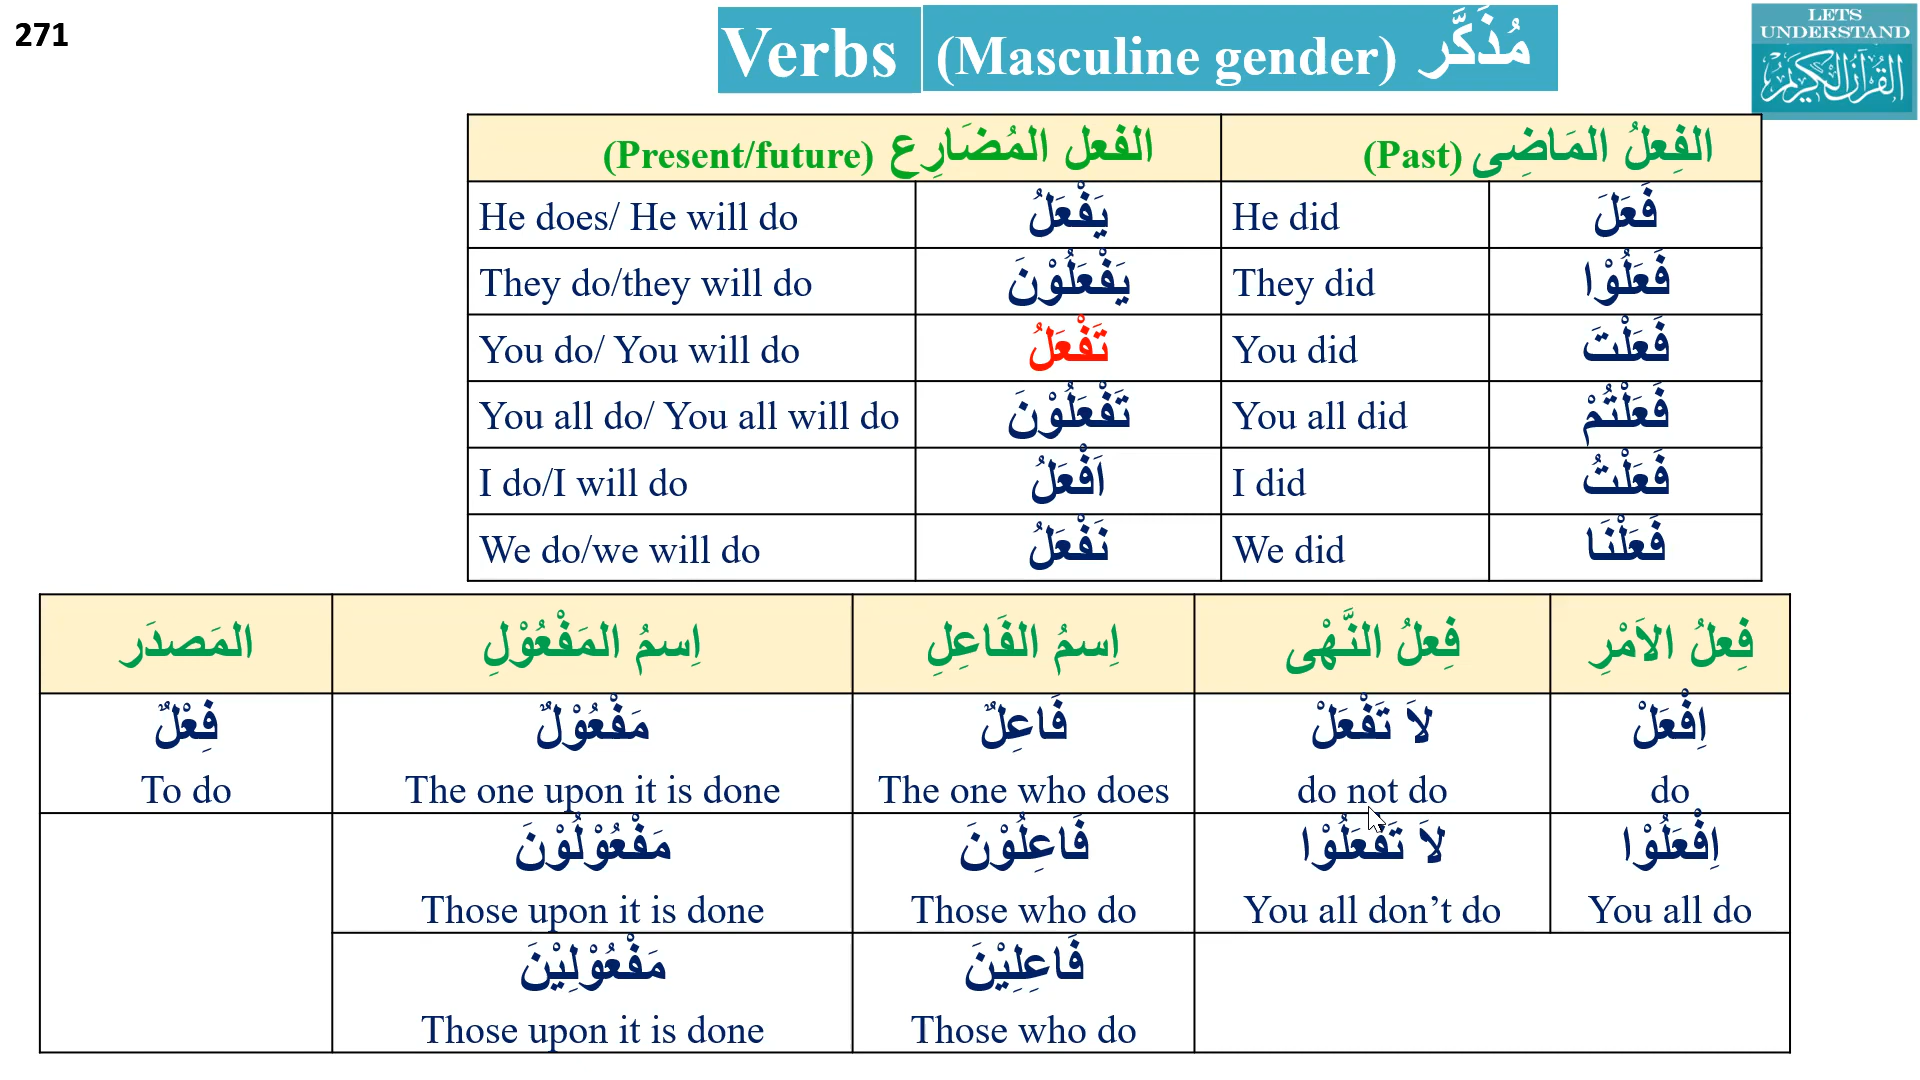 271
Verbs (Masculine gender) مُذَكَّر
LETS
UNDERSTAND
القرآن الكريم
الفعل المُضَارِع (Present/future) الفِعلُ المَاضِى (Past)
He does/ He will do يَفْعَلُ He did فَعَلَ
They do/they will do يَفْعَلُوْنَ They did فَعَلُوْا
You do/ You will do تَفْعَلُ You did فَعَلْتَ
You all do/ You all will do تَفْعَلُوْنَ You all did فَعَلْتُمْ
I do/I will do اَفْعَلُ I did فَعَلْتُ
We do/we will do نَفْعَلُ We did فَعَلْنَا
المَصدَر اِسمُ المَفْعُوْلِ اِسمُ الفَاعِلِ فِعلُ النَّهْى فِعلُ الاَمْرِ
فِعْلٌ مَفْعُوْلٌ فَاعِلٌ لاَ تَفْعَلْ اِفْعَلْ
To do The one upon it is done The one who does do not do do
مَفْعُوْلُوْنَ فَاعِلُوْنَ لاَ تَفْعَلُوْا اِفْعَلُوْا
Those upon it is done Those who do You all don’t do You all do
مَفْعُوْلِيْنَ فَاعِلِيْنَ
Those upon it is done Those who do